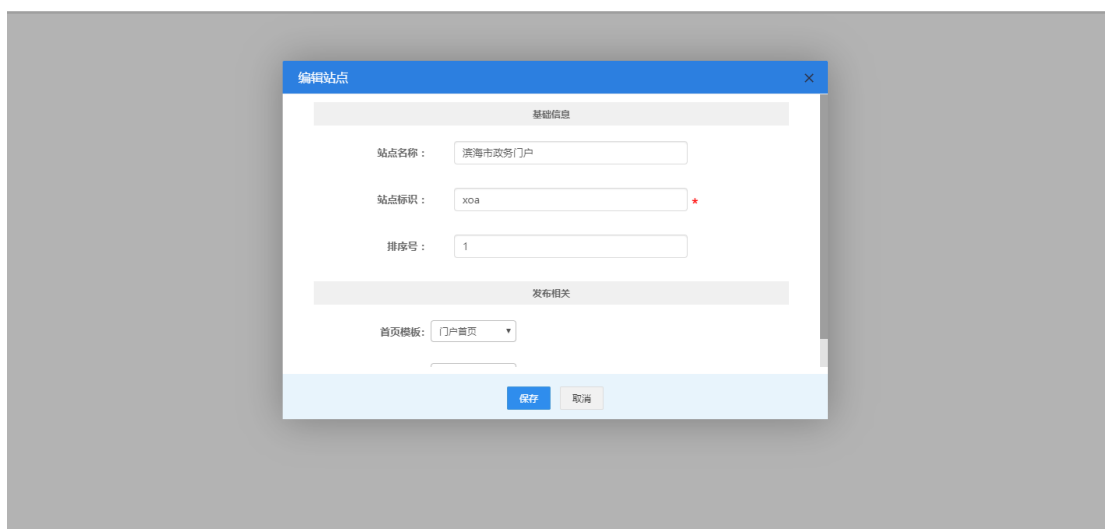 编辑站点
基础信息
站点名称：
滨海市政务门户
站点标识：
xoa
*
排序号：
1
发布相关
首页模板:
门户首页
保存
取消